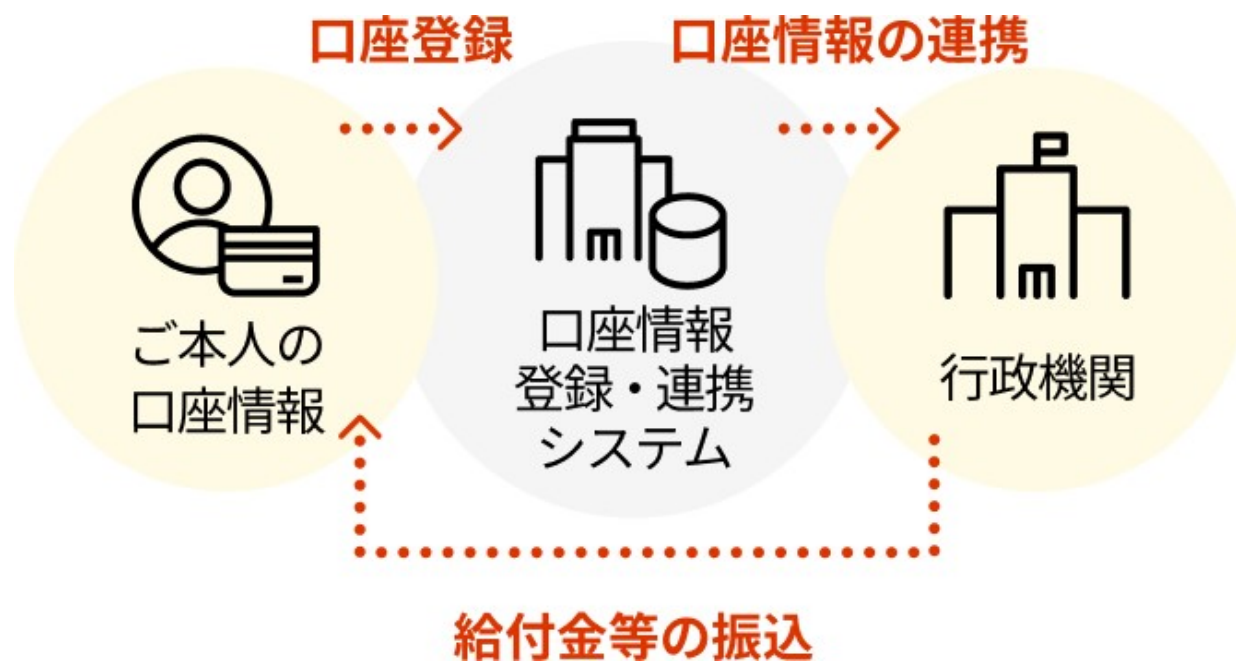 口座登録
口座情報の連携
ご本人の
口座情報
口座情報
登録・連携
システム
行政機関
給付金等の振込